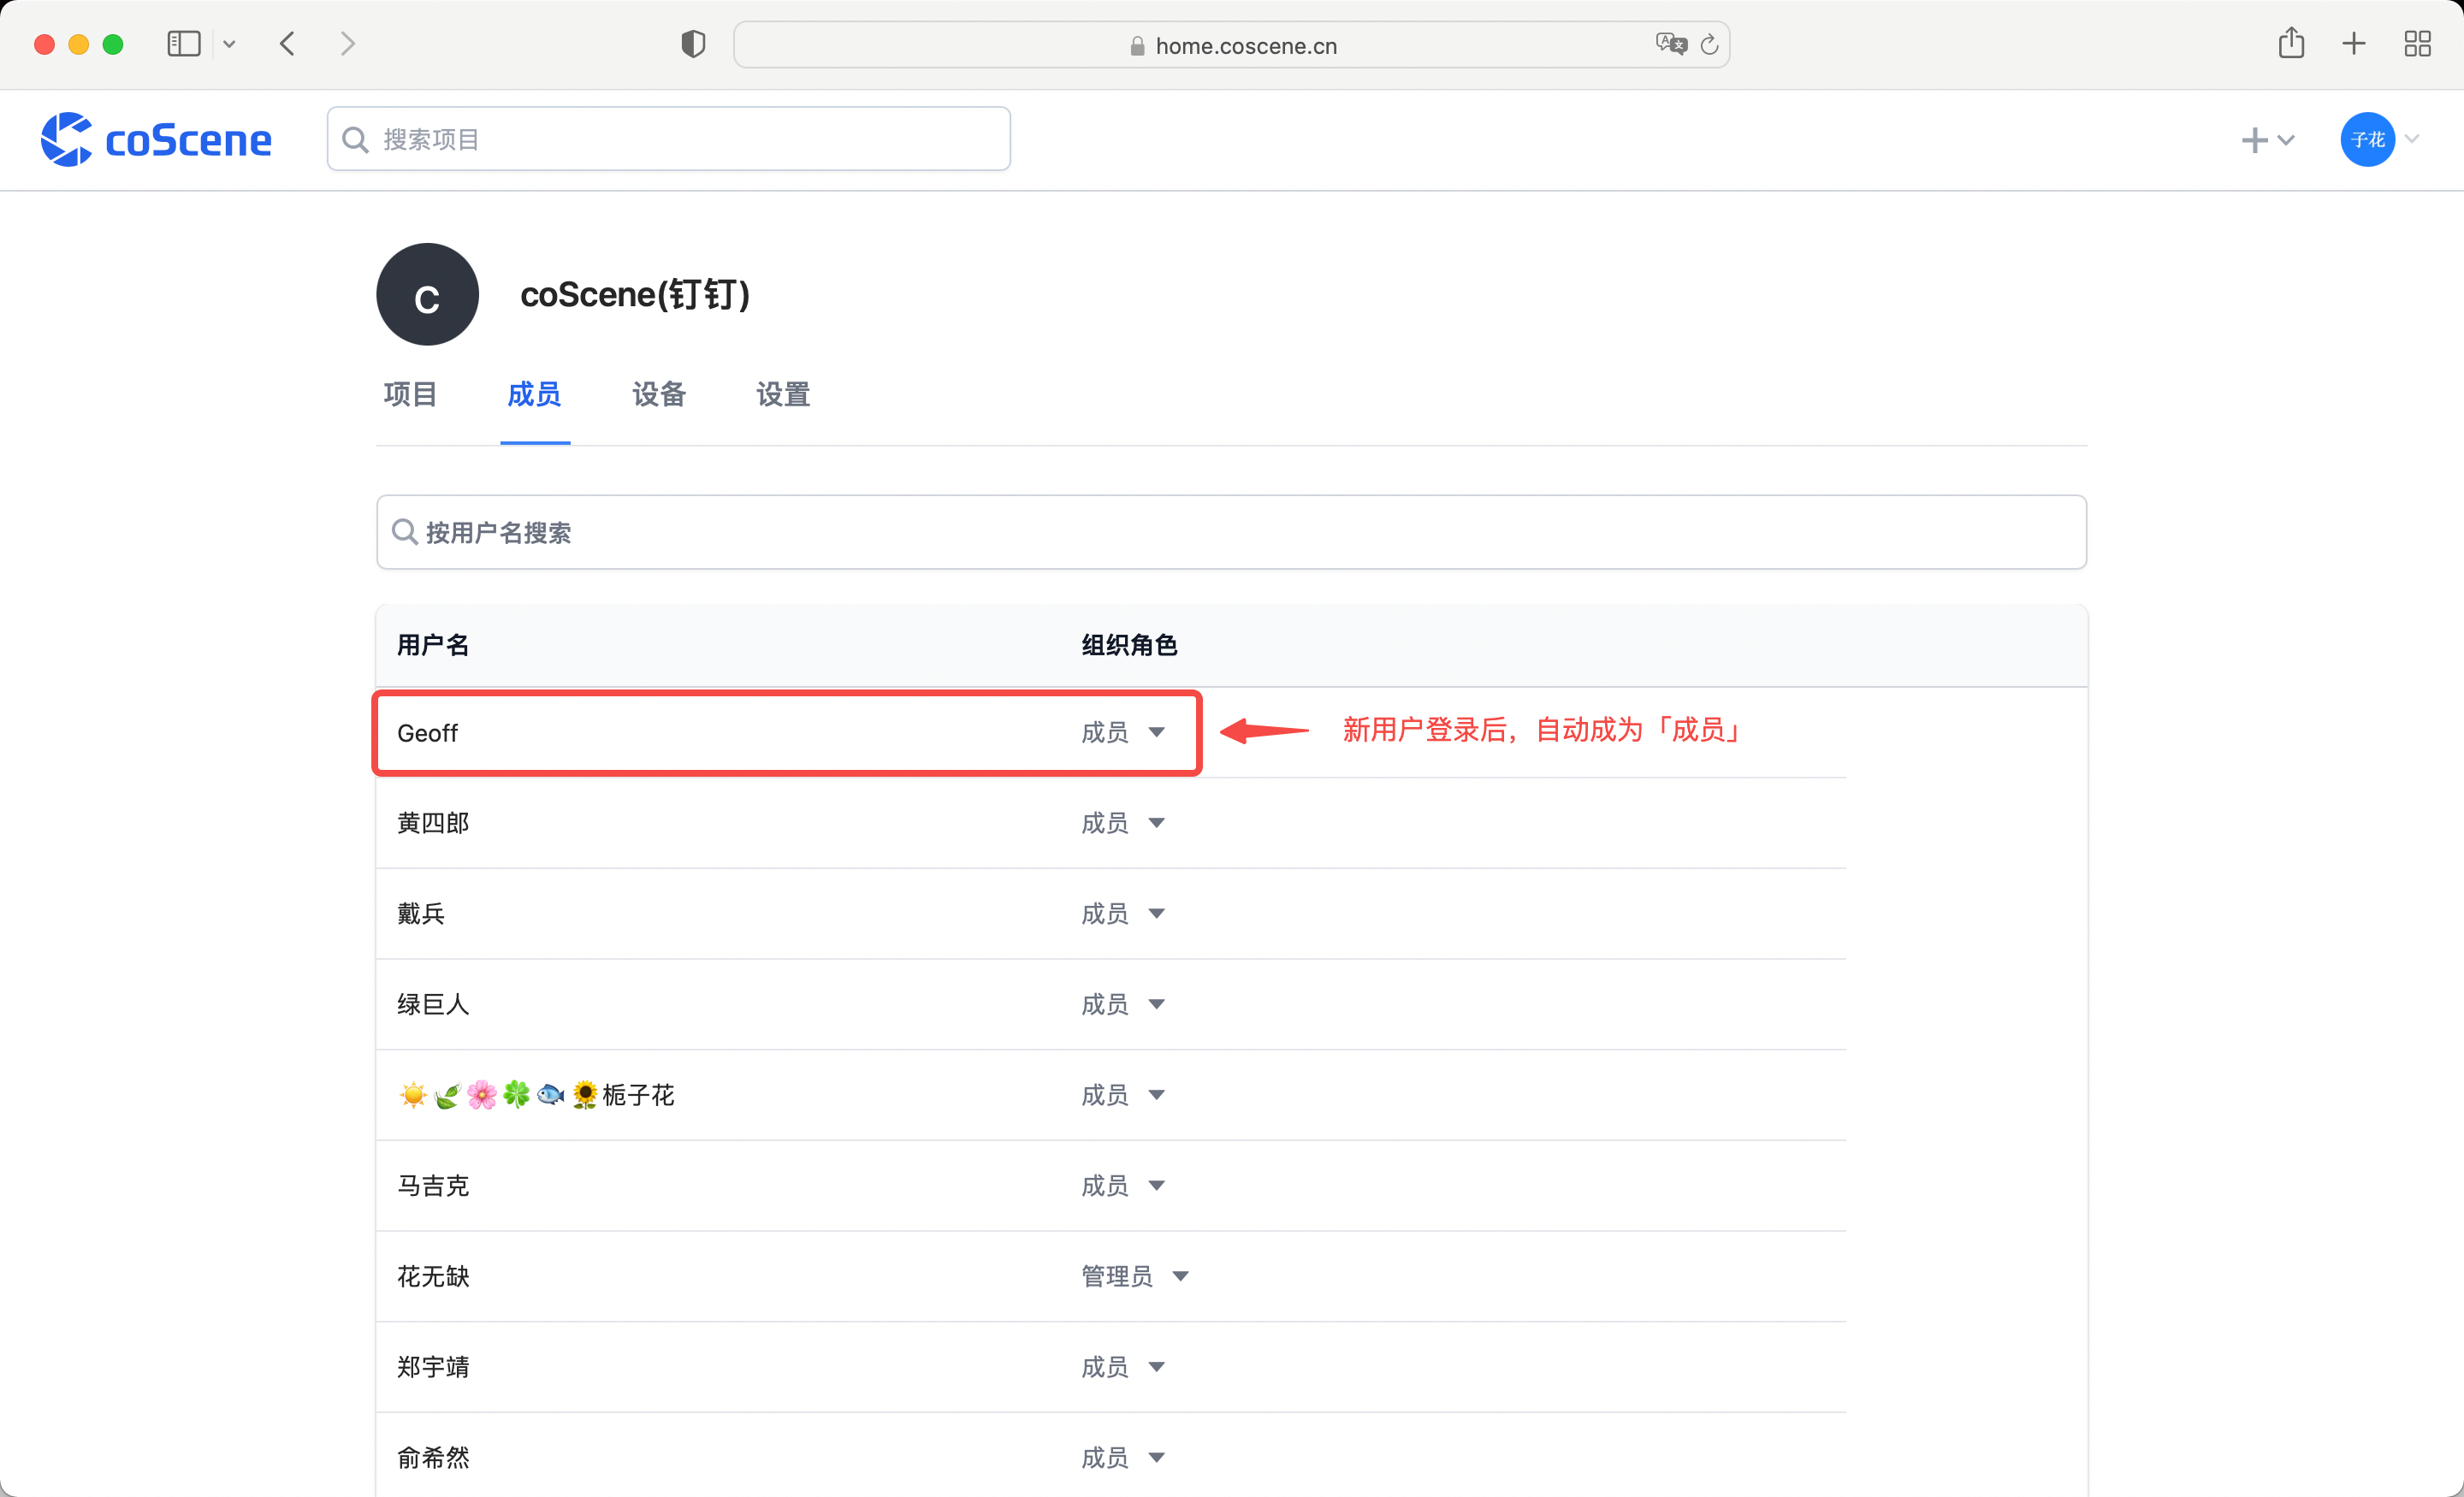 home.coscene.cn
coScene
搜索项目
子花
C
coScene(钉钉)
项目 成员 设备 设置
按用户名搜索
用户名 组织角色
Geoff 成员 新用户登录后，自动成为「成员」
黄四郎 成员
戴兵 成员
绿巨人 成员
☀️🌿🌸🍀🐟🌻栀子花 成员
马吉克 成员
花无缺 管理员
郑宇靖 成员
俞希然 成员